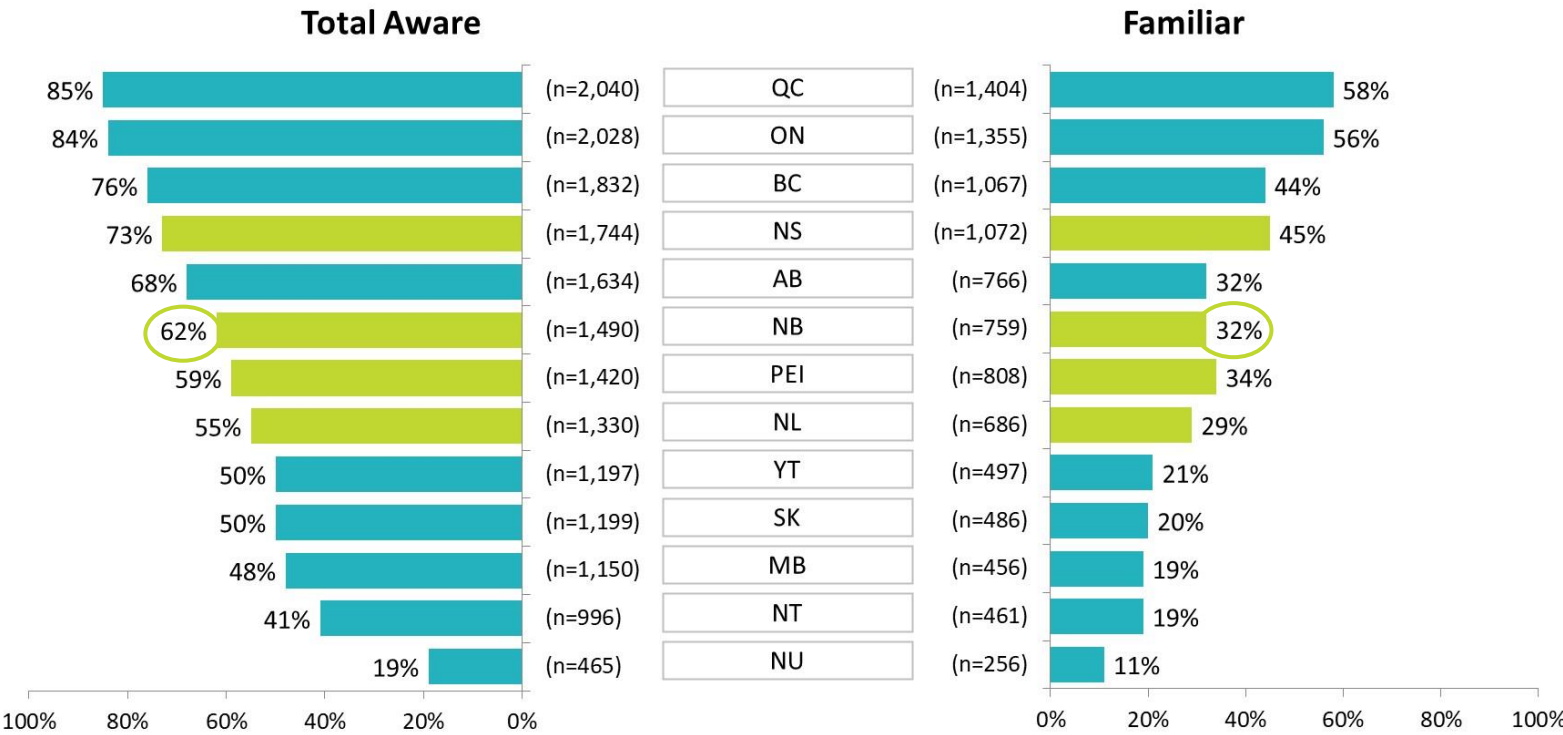 Total Aware Familiar
85% (n=2,040) QC (n=1,404) 58%
84% (n=2,028) ON (n=1,355) 56%
76% (n=1,832) BC (n=1,067) 44%
73% (n=1,744) NS (n=1,072) 45%
68% (n=1,634) AB (n=766) 32%
62% (n=1,490) NB (n=759) 32%
59% (n=1,420) PEI (n=808) 34%
55% (n=1,330) NL (n=686) 29%
50% (n=1,197) YT (n=497) 21%
50% (n=1,199) SK (n=486) 20%
48% (n=1,150) MB (n=456) 19%
41% (n=996) NT (n=461) 19%
19% (n=465) NU (n=256) 11%
100% 80% 60% 40% 20% 0% 0% 20% 40% 60% 80% 100%